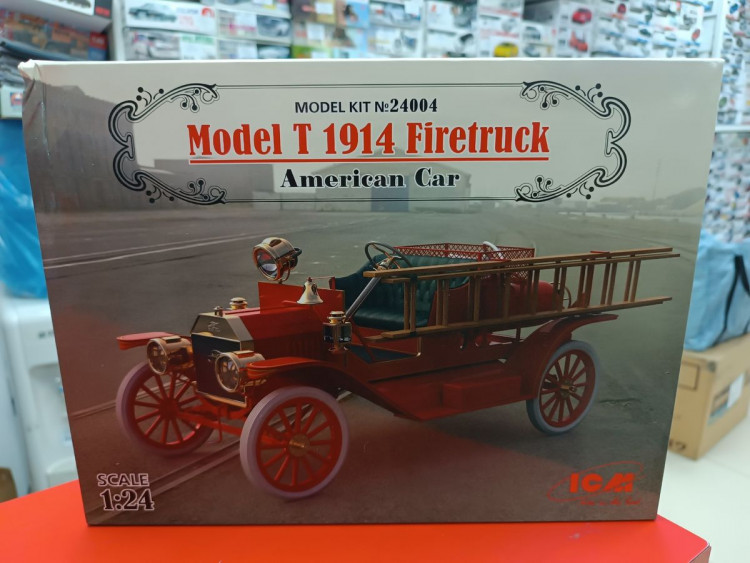 MODEL KIT №24004
Model T 1914 Firetruck
American Car
SCALE
1:24
ICM